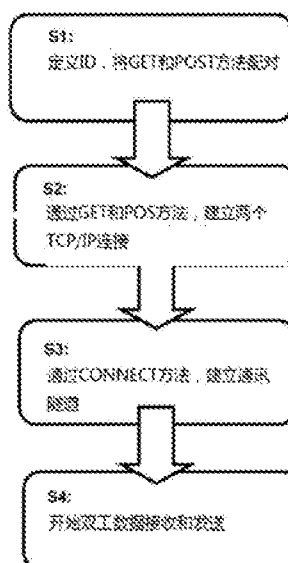 S1:
定义ID，将GET和POST方法配对
S2:
通过GET和POS方法，建立两个
TCP/IP连接
S3:
通过CONNECT方法，建立通讯
隧道
S4:
开始双工数据接收和发送